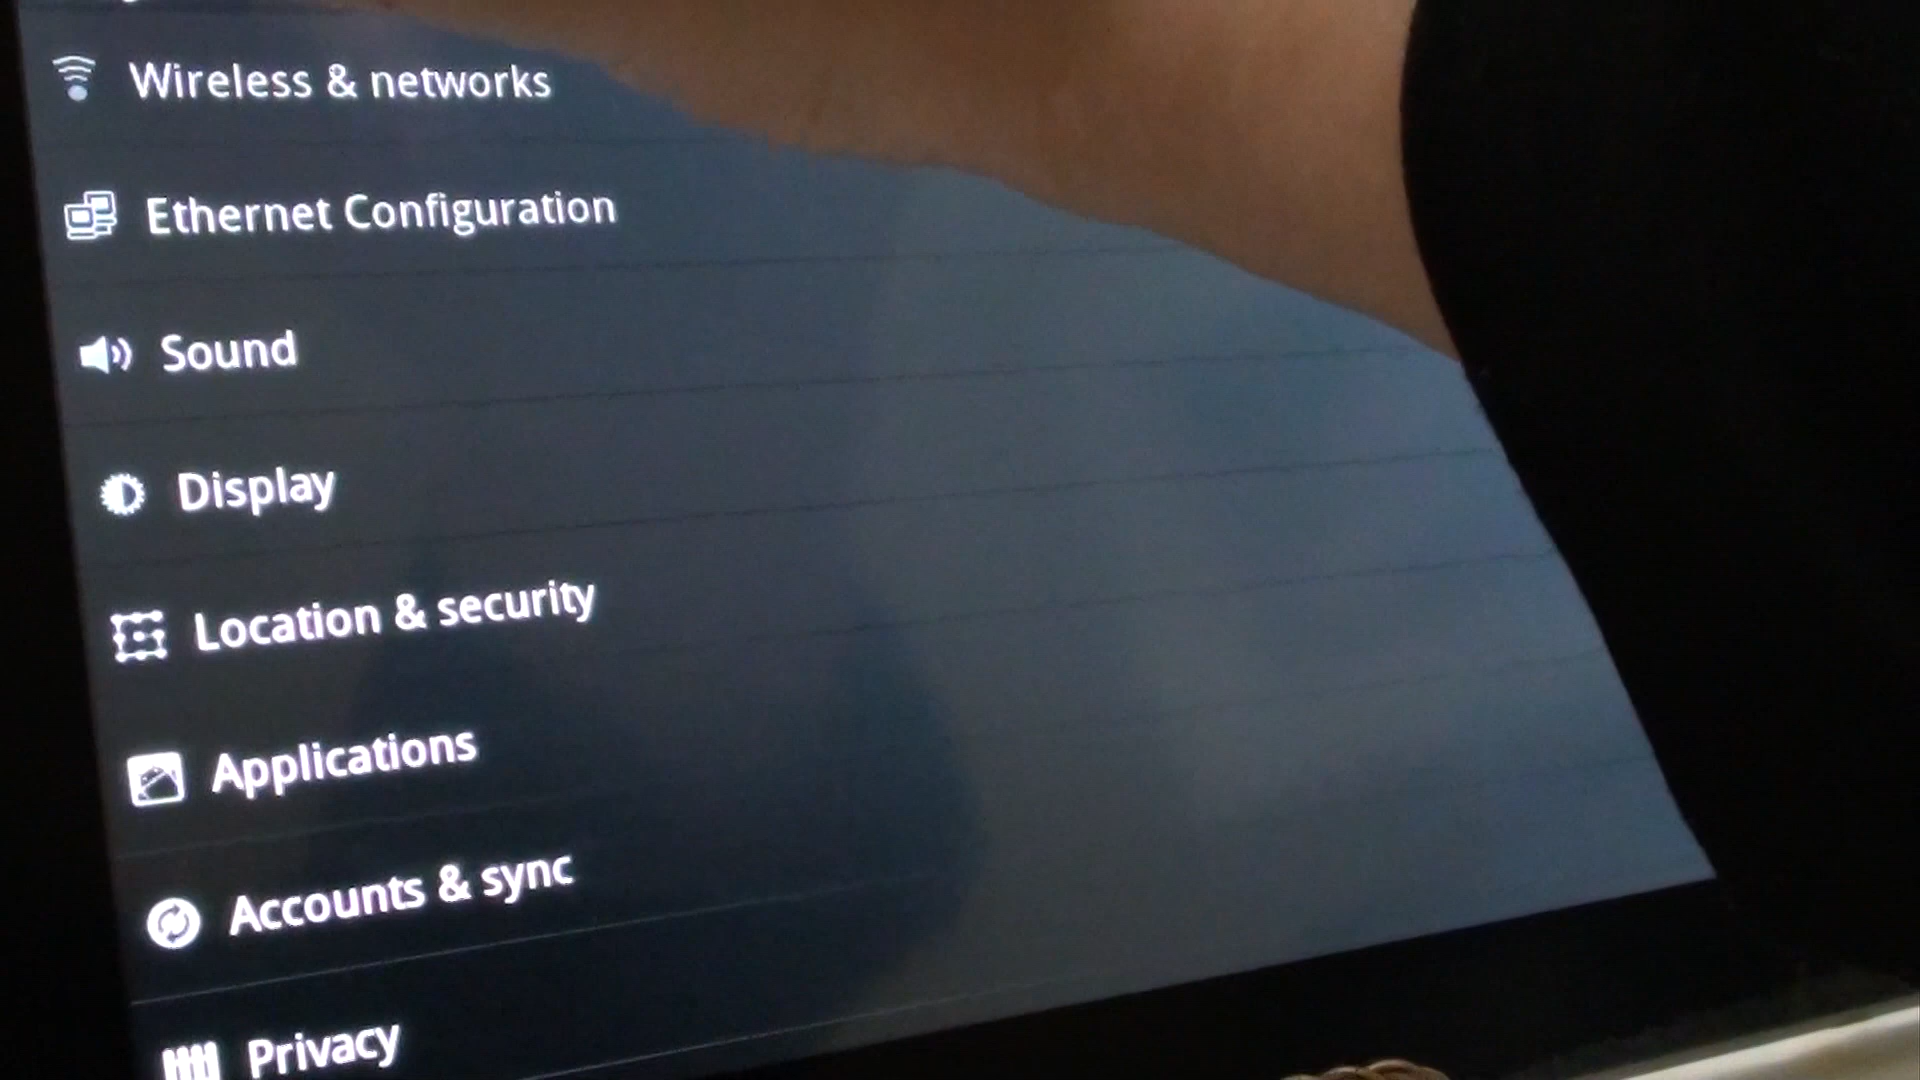 Wireless & networks
Ethernet Configuration
Sound
Display
Location & security
Applications
Accounts & sync
Privacy